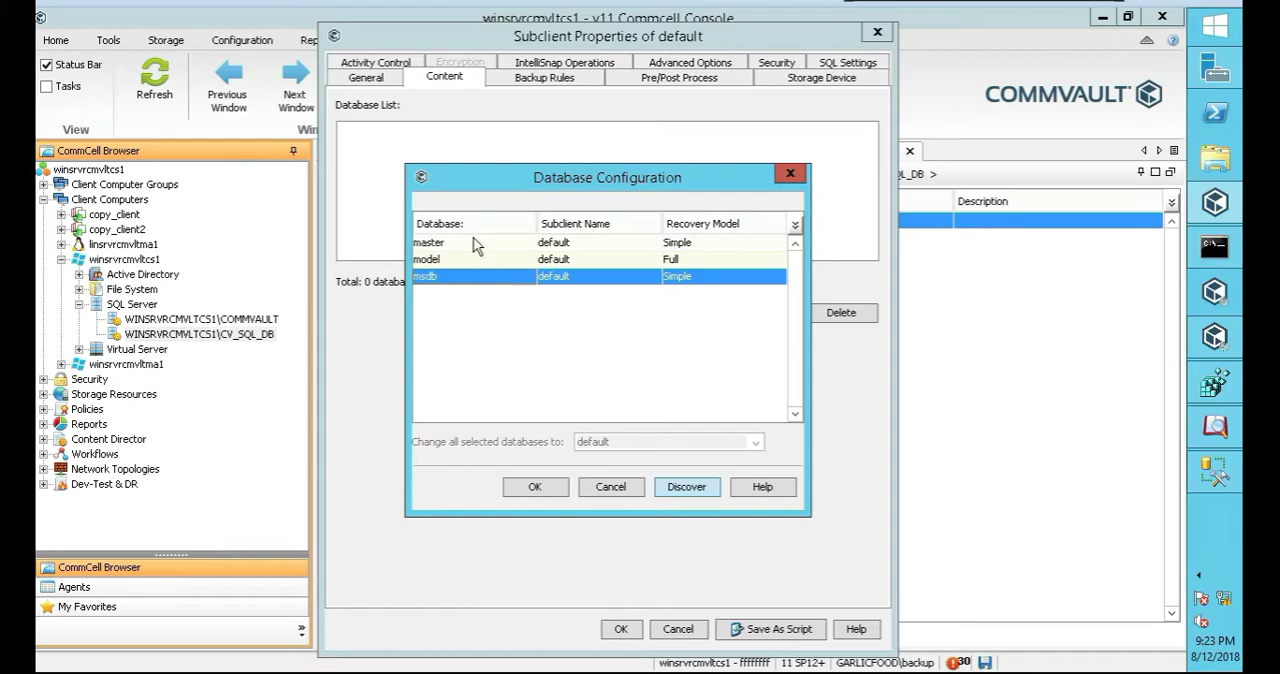 winsrvrcmvltcs1 - v11 Commcell Console
Subclient Properties of default
Home Tools Storage Configuration Rep
Status Bar
Tasks
Refresh
Previous Window
Next Window
View
Win
Activity Control Encryption IntelliSnap Operations Advanced Options Security SQL Settings
General Content Backup Rules Pre/Post Process Storage Device
COMMVAULT
Database List:
CommCell Browser
winsrvrcmvltcs1
Client Computer Groups
Client Computers
copy_client
copy_client2
linsrvrcmvltma1
winsrvrcmvltcs1
Active Directory
File System
SQL Server
WINSRVRCMVLTCS1\COMMVAULT
WINSRVRCMVLTCS1\CV_SQL_DB
Virtual Server
winsrvrcmvltma1
Security
Storage Resources
Policies
Reports
Content Director
Workflows
Network Topologies
Dev-Test & DR
CommCell Browser
Agents
My Favorites
Database Configuration
Database: Subclient Name Recovery Model
master default Simple
model default Full
msdb default Simple
Change all selected databases to: default
OK Cancel Discover Help
Total: 0 databa
Delete
_DB >
Description
OK Cancel Save As Script Help
winsrvrcmvltcs1 - ffffffff 11 SP12+ GARLICFOOD\backup 30
9:23 PM
8/12/2018